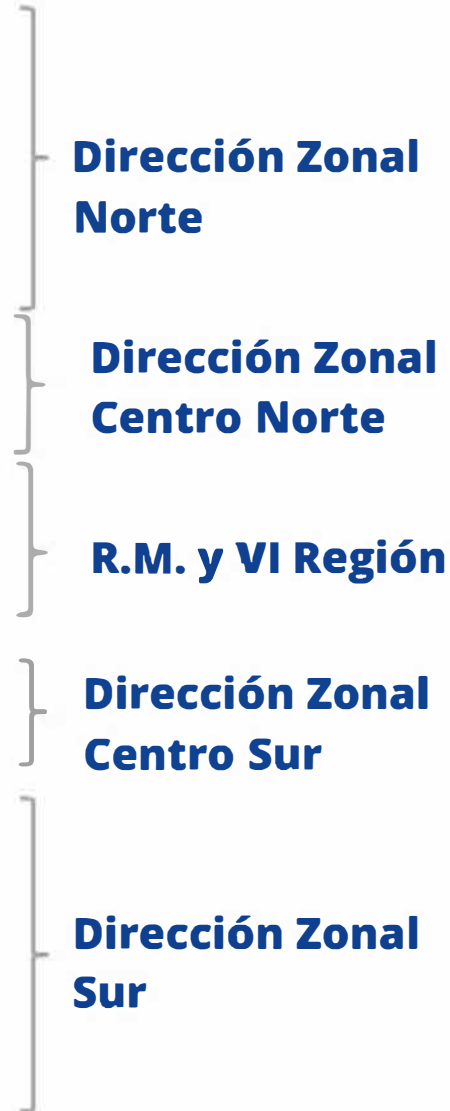 Dirección Zonal
Norte
Dirección Zonal
Centro Norte
R.M. y VI Región
Dirección Zonal
Centro Sur
Dirección Zonal
Sur